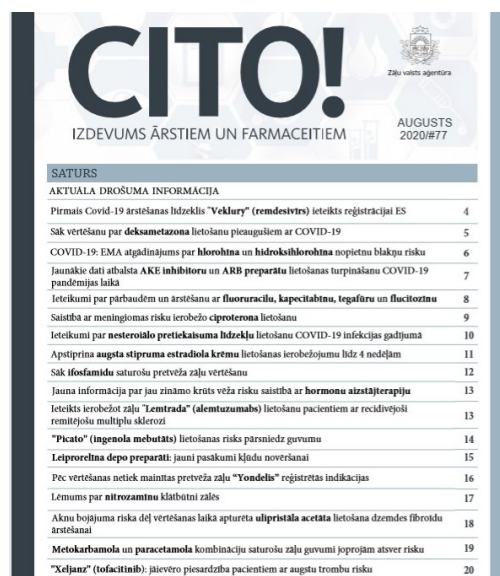 CITO!
Zāļu valsts aģentūra
IZDEVUMS ĀRSTIEM UN FARMACEITIEM
AUGUSTS
2020/#77
SATURS
AKTUĀLA DROŠUMA INFORMĀCIJA
Pirmais Covid-19 ārstēšanas līdzeklis "Veklury" (remdesivīrs) ieteikts reģistrācijai ES 4
Sāk vērtēšanu par deksametazona lietošanu pieaugušiem ar COVID-19 5
COVID-19: EMA atgādinājums par hlorohīna un hidroksihlorohīna nopietnu blakņu risku 6
Jaunākie dati atbalsta AKE inhibitoru un ARB preparātu lietošanas turpināšanu COVID-19
pandēmijas laikā 7
Ieteikumi par pārbaudēm un ārstēšanu ar fluoruracilu, kapecitabīnu, tegafūru un flucitozīnu 8
Saistībā ar meningiomas risku ierobežo ciproterona lietošanu 9
Ieteikumi par nesteroīdālo pretiekaisuma līdzekļu lietošanu COVID-19 infekcijas gadījumā 10
Apstiprina augsta stipruma estradiola krēmu lietošanas ierobežojumu līdz 4 nedēļām 11
Sāk ifosfamīdu saturošu pretvēža zāļu vērtēšanu 12
Jauna informācija par jau zināmo krūts vēža risku saistībā ar hormonu aizstājterapiju 13
Ieteikts ierobežot zāļu "Lemtrada" (alemtuzumabs) lietošanu pacientiem ar recidivējoši
remitējošu multiplu sklerozi 13
"Picato" (ingenola mebutāts) lietošanas risks pārsniedz guvumu 14
Leiprorelīna depo preparāti: jauni pasākumi kļūdu novēršanai 15
Pēc vērtēšanas netiek mainītas pretvēža zāļu "Yondelis" reģistrētās indikācijas 16
Lēmums par nitrozamīnu klātbūtni zālēs 17
Aknu bojājuma riska dēļ vērtēšanas laikā apturēta ulipristāla acetāta lietošana dzemdes fibroīdu
ārstēšanai 18
Metokarbamola un paracetamola kombināciju saturošu zāļu guvumi joprojām atsver risku 19
"Xeljanz" (tofacitinib): jāievēro piesardzība pacientiem ar augstu trombu risku 20